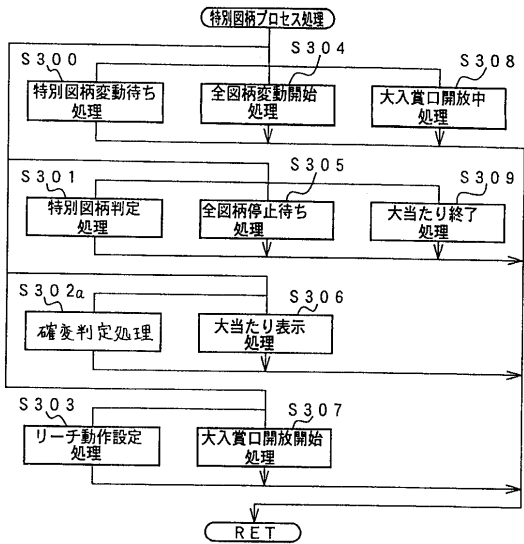 特別図柄プロセス処理
S300
S304
S308
特別図柄変動待ち
処理
全図柄変動開始
処理
大入賞口開放中
処理
S301
S305
S309
特別図柄判定
処理
全図柄停止待ち
処理
大当たり終了
処理
S302a
S306
確変判定処理
大当たり表示
処理
S303
S307
リーチ動作設定
処理
大入賞口開放開始
処理
RET